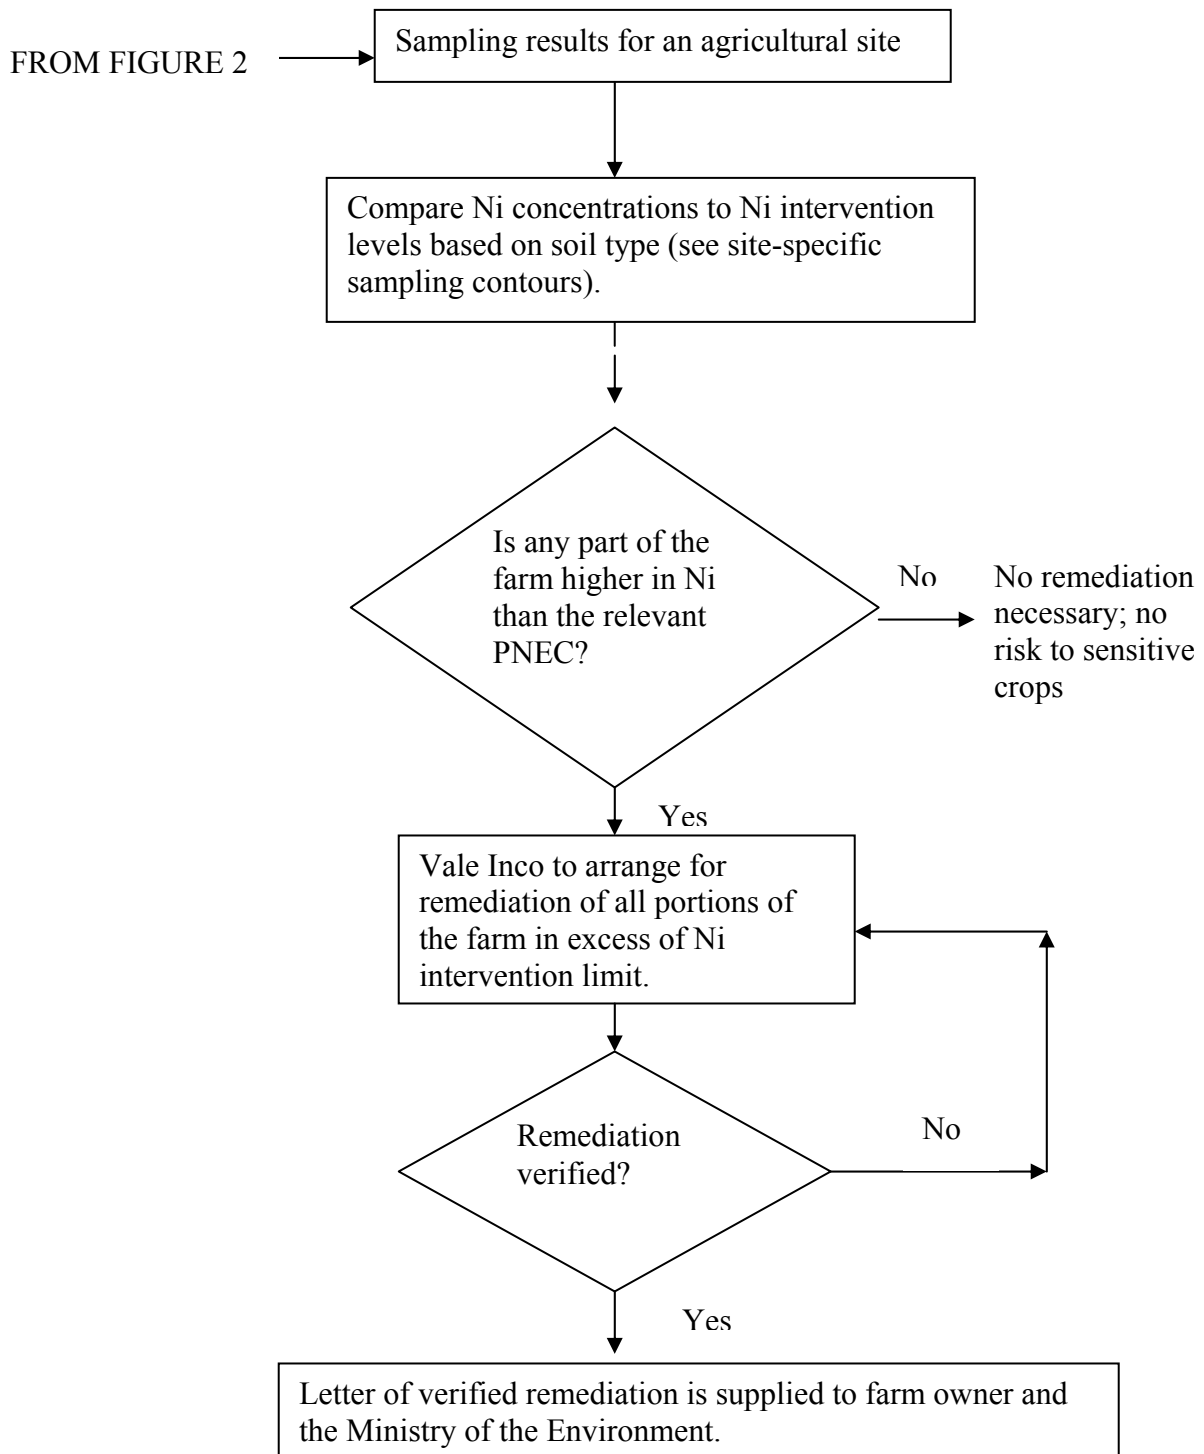 FROM FIGURE 2
Sampling results for an agricultural site
Compare Ni concentrations to Ni intervention
levels based on soil type (see site-specific
sampling contours).
Is any part of the
farm higher in Ni
than the relevant
PNEC?
No
No remediation
necessary; no
risk to sensitive
crops
Yes
Vale Inco to arrange for
remediation of all portions of
the farm in excess of Ni
intervention limit.
Remediation
verified?
No
Yes
Letter of verified remediation is supplied to farm owner and
the Ministry of the Environment.